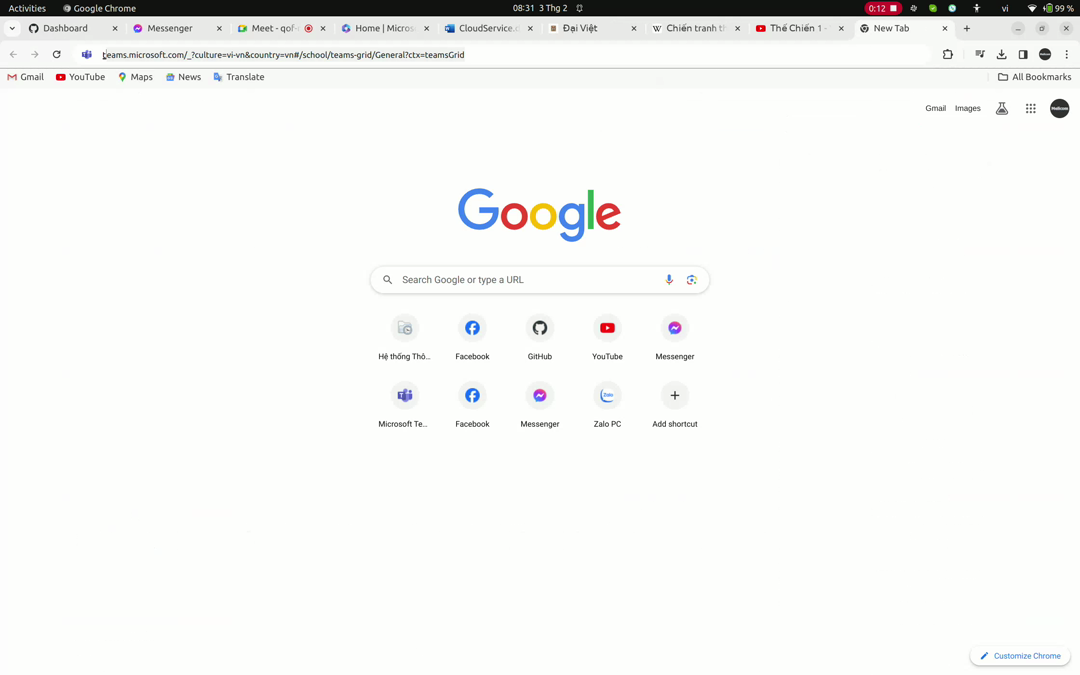 Activities Google Chrome 08:31 3 Thg 2 0:12 vi 99 %
Dashboard Messenger Meet - qof Home | Micros CloudService.c Đại Việt Chiến tranh th Thế Chiến 1 - New Tab
teams.microsoft.com/_?culture=vi-vn&country=vn#/school/teams-grid/General?ctx=teamsGrid
Gmail YouTube Maps News Translate All Bookmarks
Gmail Images
Google
Search Google or type a URL
Hệ thống Thô... Facebook GitHub YouTube Messenger
Microsoft Te... Facebook Messenger Zalo PC Add shortcut
Customize Chrome